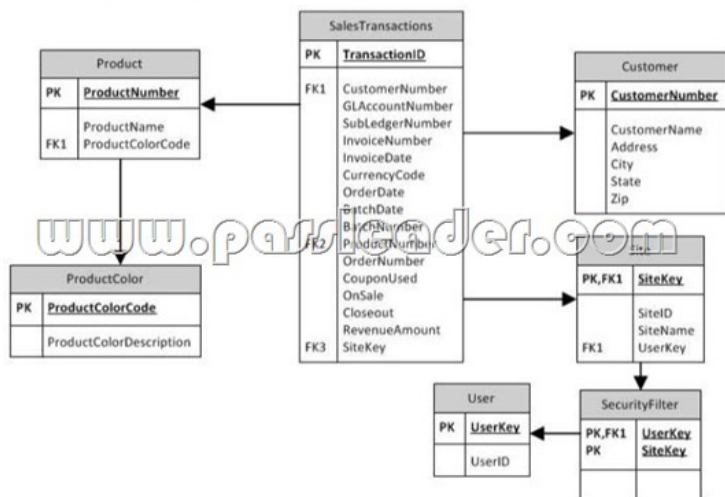 SalesTransactions
PK TransactionID
FK1 CustomerNumber
GLAccountNumber
SubLedgerNumber
InvoiceNumber
InvoiceDate
CurrencyCode
OrderDate
BatchDate
BatchNumber
FK2 ProductNumber
OrderNumber
CouponUsed
OnSale
Closeout
RevenueAmount
FK3 SiteKey
Product
PK ProductNumber
ProductName
FK1 ProductColorCode
Customer
PK CustomerNumber
CustomerName
Address
City
State
Zip
www.passleader.com
ProductColor
PK ProductColorCode
ProductColorDescription
Site
PK,FK1 SiteKey
SiteID
SiteName
FK1 UserKey
User
PK UserKey
UserID
SecurityFilter
PK,FK1 UserKey
PK SiteKey